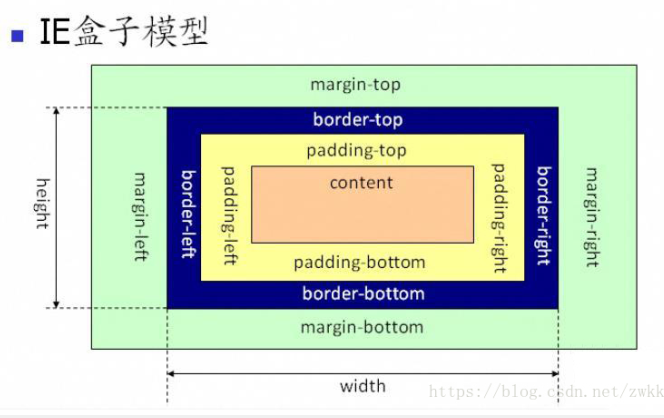 IE盒子模型
margin-top
border-top
padding-top
content
height
margin-left
border-left
padding-left
padding-right
border-right
margin-right
padding-bottom
border-bottom
margin-bottom
width
https://blog.csdn.net/zwkk